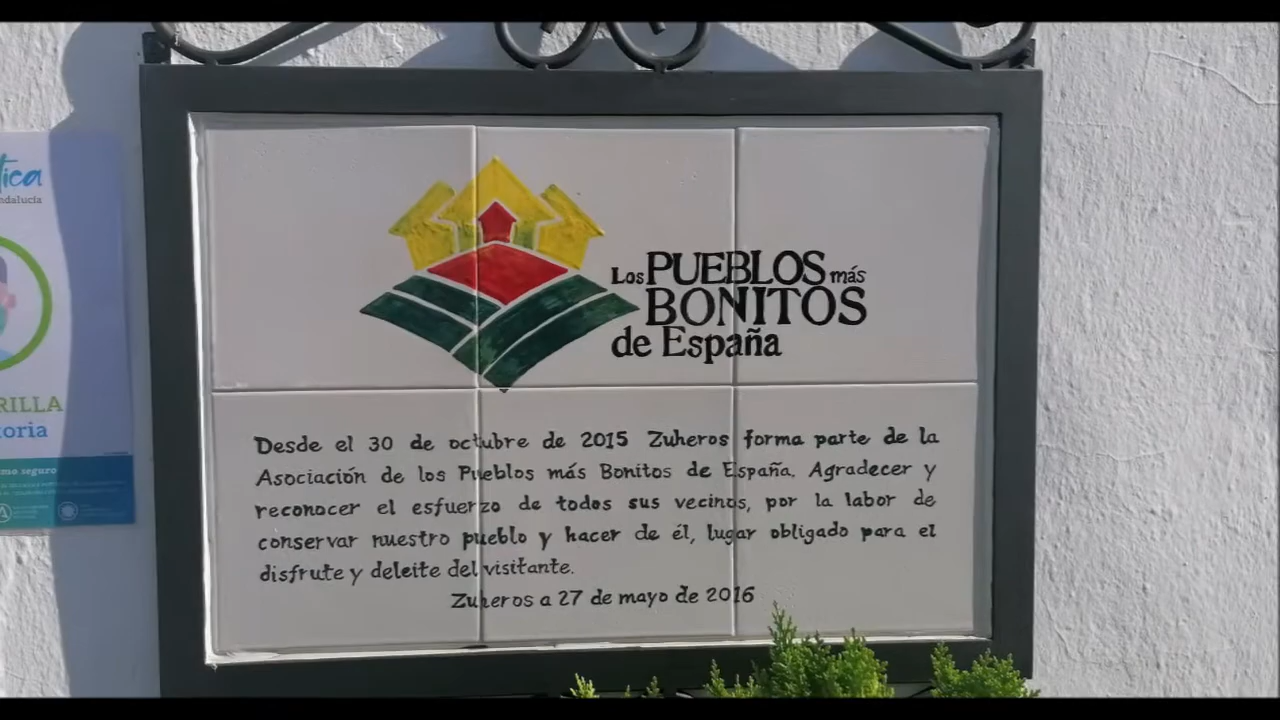 Los PUEBLOS más
BONITOS
de España
Desde el 30 de octubre de 2015 Zuheros forma parte de la
Asociación de los Pueblos más Bonitos de España. Agradecer y
reconocer el esfuerzo de todos sus vecinos, por la labor de
conservar nuestro pueblo y hacer de él, lugar obligado para el
disfrute y deleite del visitante.
Zuheros a 27 de mayo de 2016
tica
ndalucía
RILLA
toria
mo seguro